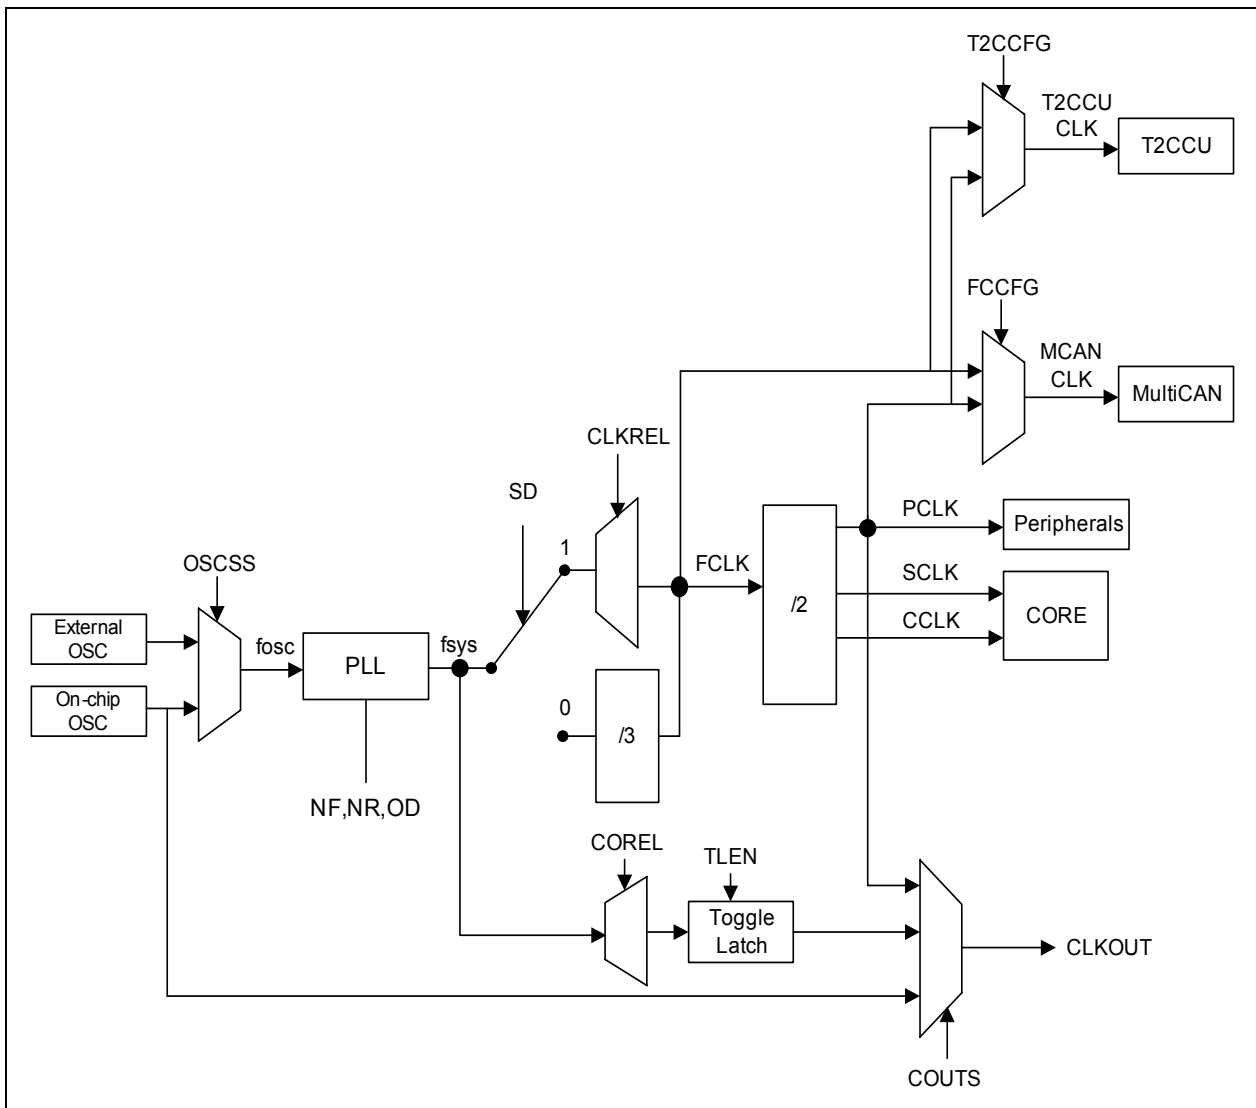 T2CCFG
T2CCU
CLK
T2CCU
FCCFG
MCAN
CLK
MultiCAN
CLKREL
SD
1
PCLK
Peripherals
OSCSS
FCLK
SCLK
/2
CORE
CCLK
External
OSC
fosc
PLL
fsys
On-chip
OSC
0
/3
NF,NR,OD
COREL
TLEN
Toggle
Latch
CLKOUT
COUTS